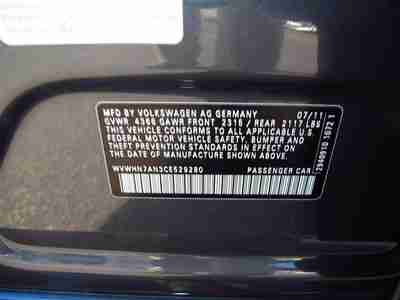 MFD BY VOLKSWAGEN AG GERMANY 07/11
GVWR 4366 GAWR FRONT 2315 / REAR 2117 LBS
THIS VEHICLE CONFORMS TO ALL APPLICABLE U.S.
FEDERAL MOTOR VEHICLE SAFETY, BUMPER AND
THEFT PREVENTION STANDARDS IN EFFECT ON THE
DATE OF MANUFACTURE SHOWN ABOVE
WVWHN7AN3CE529280 PASSENGER CAR